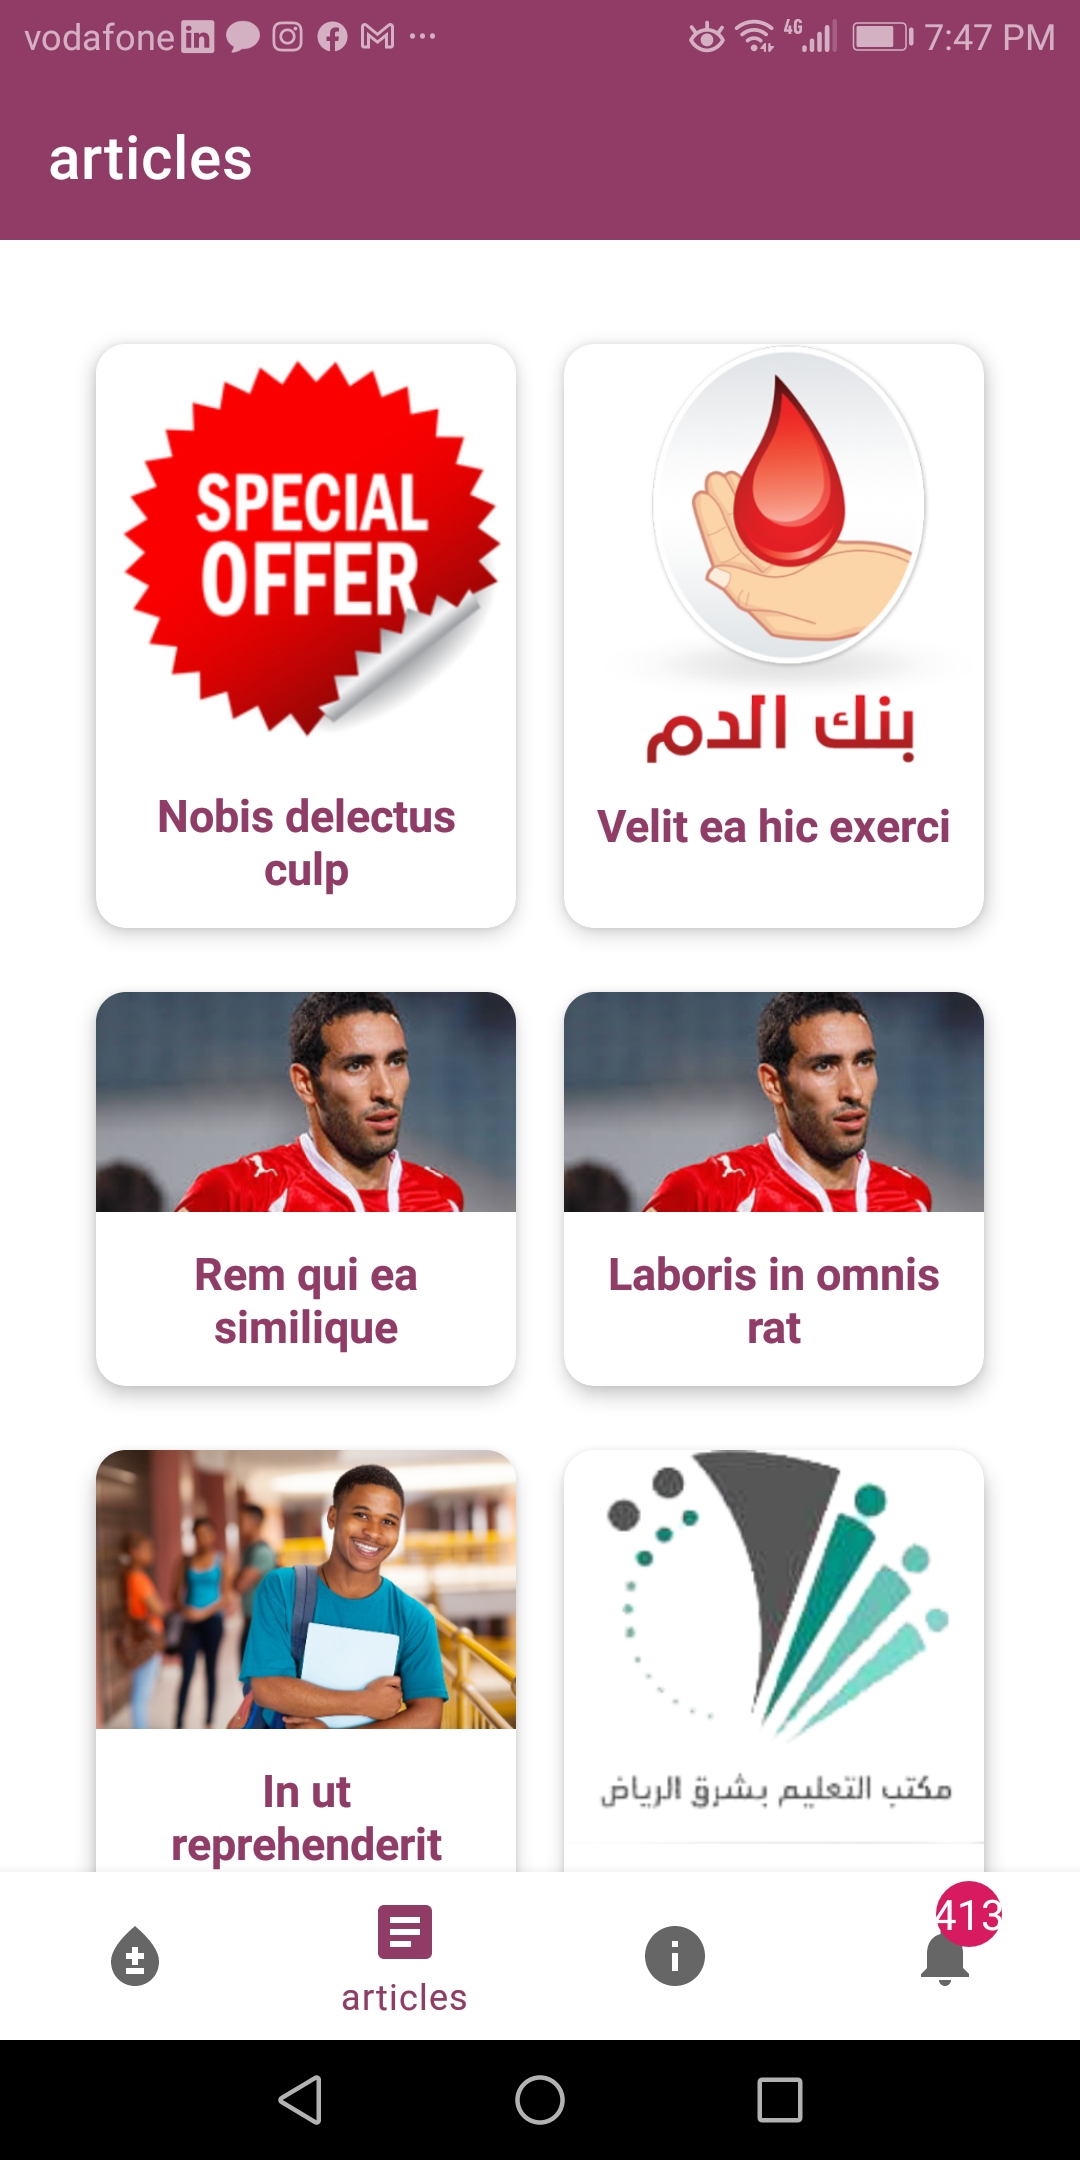 vodafone 4G 7:47 PM
articles
SPECIAL
OFFER
Nobis delectus
culp
بنك الدم
Velit ea hic exerci
Rem qui ea
similique
Laboris in omnis
rat
In ut
reprehenderit
مكتب التعليم بشرق الرياض
articles
413